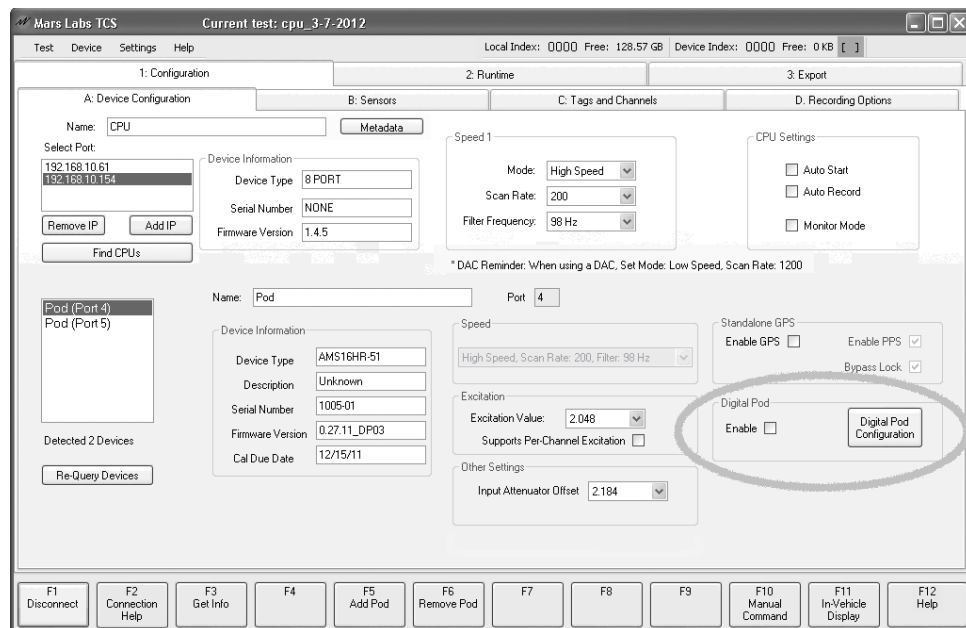 Mars Labs TCS Current test: cpu_3-7-2012
Test Device Settings Help Local Index: 0000 Free: 128.57 GB Device Index: 0000 Free: 0 KB [ ]
1: Configuration 2: Runtime 3: Export
A: Device Configuration B: Sensors C: Tags and Channels D. Recording Options
Name: CPU Metadata
Select Port:
192.168.10.61
192.168.10.154
Remove IP Add IP
Find CPUs
Device Information
Device Type 8 PORT
Serial Number NONE
Firmware Version 1.4.5
Speed 1
Mode: High Speed
Scan Rate: 200
Filter Frequency: 98 Hz
CPU Settings
Auto Start
Auto Record
Monitor Mode
* DAC Reminder: When using a DAC, Set Mode: Low Speed, Scan Rate: 1200
Pod (Port 4)
Pod (Port 5)
Detected 2 Devices
Re-Query Devices
Name: Pod Port 4
Device Information
Device Type AMS16HR-51
Description Unknown
Serial Number 1005-01
Firmware Version 0.27.11_DP03
Cal Due Date 12/15/11
Speed
High Speed, Scan Rate: 200, Filter: 98 Hz
Excitation
Excitation Value: 2.048
Supports Per-Channel Excitation
Other Settings
Input Attenuator Offset 2.184
Standalone GPS
Enable GPS Enable PPS
Bypass Lock
Digital Pod
Enable
Digital Pod
Configuration
F1
Disconnect
F2
Connection
Help
F3
Get Info
F4
F5
Add Pod
F6
Remove Pod
F7
F8
F9
F10
Manual
Command
F11
In-Vehicle
Display
F12
Help